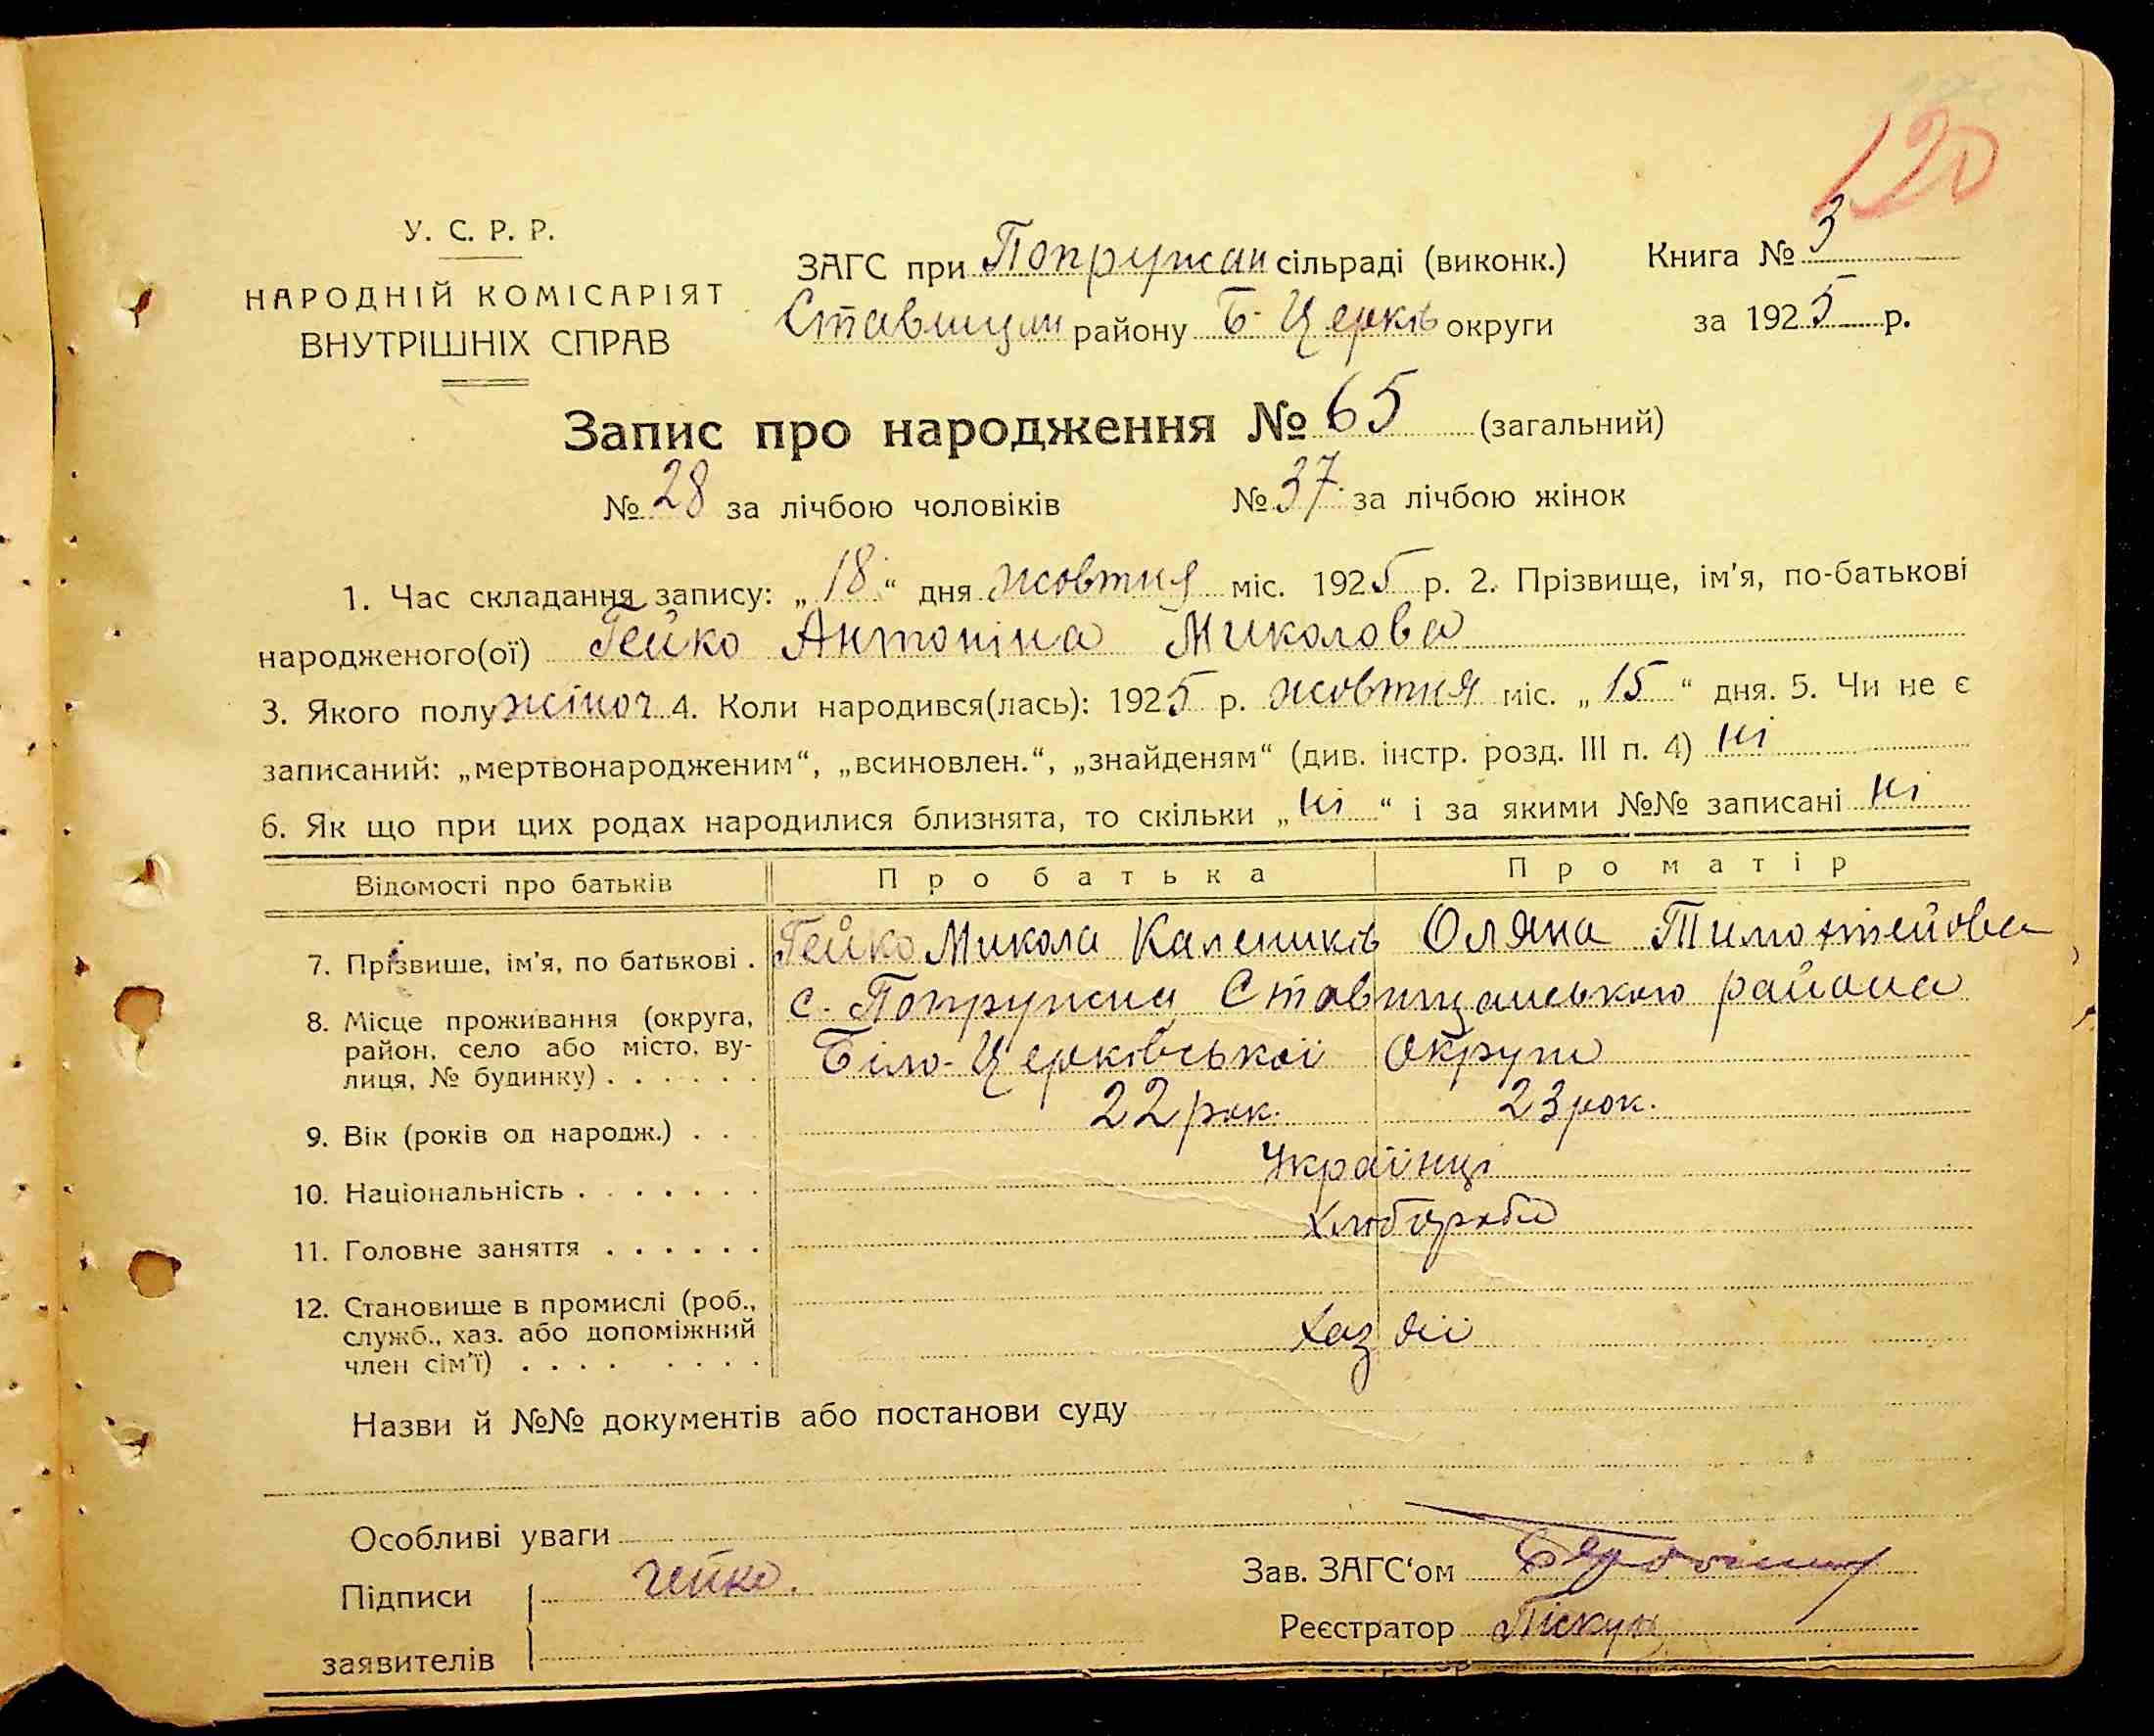 120
У. С. Р. Р.
НАРОДНІЙ КОМІСАРІЯТ
ВНУТРІШНІХ СПРАВ
ЗАГС при Попружан сільраді (виконк.)
Ставищан району Б-Церків округи
Книга № 3
за 1925 р.
Запис про народження № 65 (загальний)
№ 28 за лічбою чоловіків № 37 за лічбою жінок
1. Час складання запису: „18“ дня жовтня міс. 1925 р. 2. Прізвище, ім'я, по-батькові
народженого(ої) Гейко Антоніна Миколова
3. Якого полу жіноч 4. Коли народився(лась): 1925 р. жовтня міс. „15“ дня. 5. Чи не є
записаний: „мертвонародженим“, „всиновлен.“, „знайденям“ (див. інстр. розд. III п. 4) ні
6. Як що при цих родах народилися близнята, то скільки „ні“ і за якими №№ записані ні
Відомості про батьків Про батька Про матір
7. Прізвише, ім'я, по батькові . Гейко Микола Калеників Оляна Тимохтейова
8. Місце проживання (округа, с. Попружна Ставищанського района
район, село або місто, ву- Біло-Церківської округи
лиця, № будинку) . . . . . .
9. Вік (років од народж.) . . 22 рок. 23 рок.
10. Національність . . . . . . . Українці
11. Головне заняття . . . . . . Хлібороби
12. Становище в промислі (роб.,
служб., хаз. або допоміжний
член сім'ї) . . . . . . . .
Назви й №№ документів або постанови суду
Особливі уваги
Підписи Гейко.
заявителів
Зав. ЗАГС'ом
Реєстратор Піскун